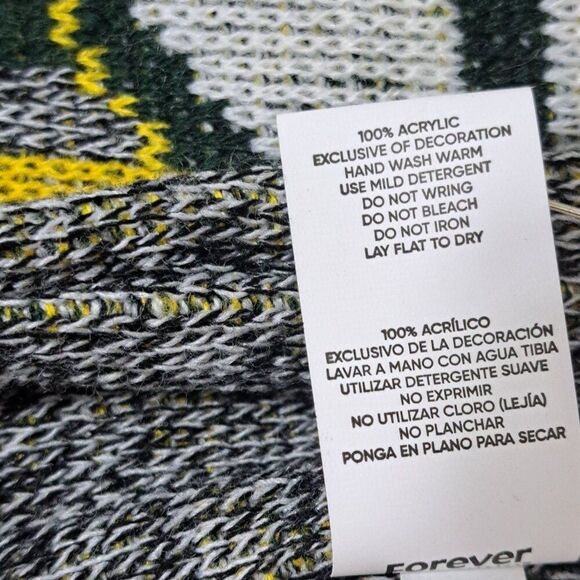 100% ACRYLIC
EXCLUSIVE OF DECORATION
HAND WASH WARM
USE MILD DETERGENT
DO NOT WRING
DO NOT BLEACH
DO NOT IRON
LAY FLAT TO DRY
100% ACRÍLICO
EXCLUSIVO DE LA DECORACIÓN
LAVAR A MANO CON AGUA TIBIA
UTILIZAR DETERGENTE SUAVE
NO EXPRIMIR
NO UTILIZAR CLORO (LEJÍA)
NO PLANCHAR
PONGA EN PLANO PARA SECAR
Forever